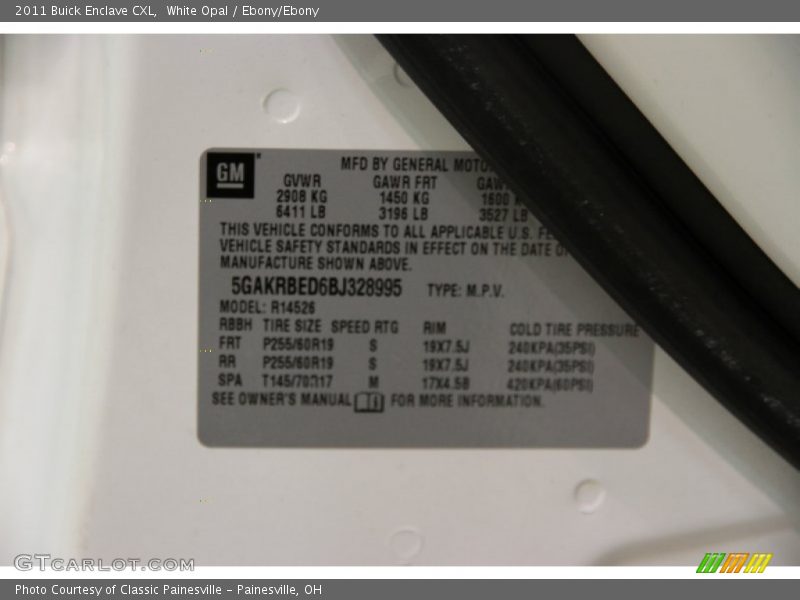 2011 Buick Enclave CXL,  White Opal / Ebony/Ebony
GM
MFD BY GENERAL
GVWR GAWR FRT
2908 KG 1450 KG 1600
6411 LB 3196 LB 3527 LB
THIS VEHICLE CONFORMS TO ALL APPLICABLE U.S.
VEHICLE SAFETY STANDARDS IN EFFECT ON THE DATE
MANUFACTURE SHOWN ABOVE.
5GAKRBED6BJ328995 TYPE: M.P.V.
MODEL: R14526
RBBH TIRE SIZE SPEED RTG RIM COLD TIRE PRESSURE
FRT P255/60R19 S 19X7.5J 240KPA(35PSI)
RR P255/60R19 S 19X7.5J 240KPA(35PSI)
SPA T145/70R17 M 17X4.5B 420KPA(60PSI)
SEE OWNER'S MANUAL FOR MORE INFORMATION.
GTCARLOT.COM
Photo Courtesy of Classic Painesville - Painesville, OH